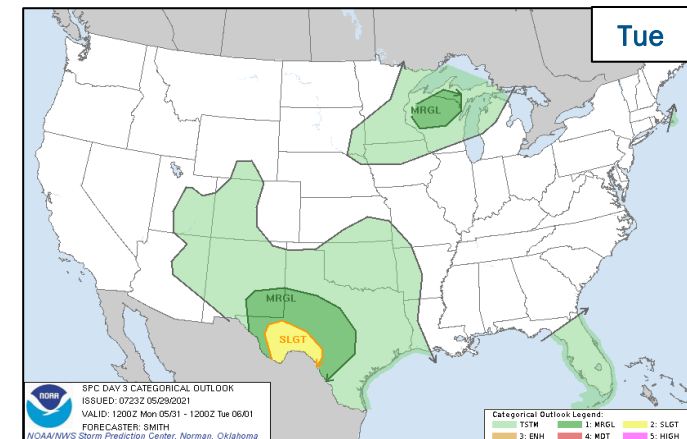 Tue
MRGL
MRGL
SLGT
NOAA
SPC DAY 3 CATEGORICAL OUTLOOK
ISSUED: 0723Z 05/29/2021
VALID: 1200Z Mon 05/31 - 1200Z Tue 06/01
FORECASTER: SMITH
NOAA/NWS Storm Prediction Center, Norman, Oklahoma
Categorical Outlook Legend:
TSTM 1: MRGL 2: SLGT
3: ENH 4: MDT 5: HIGH